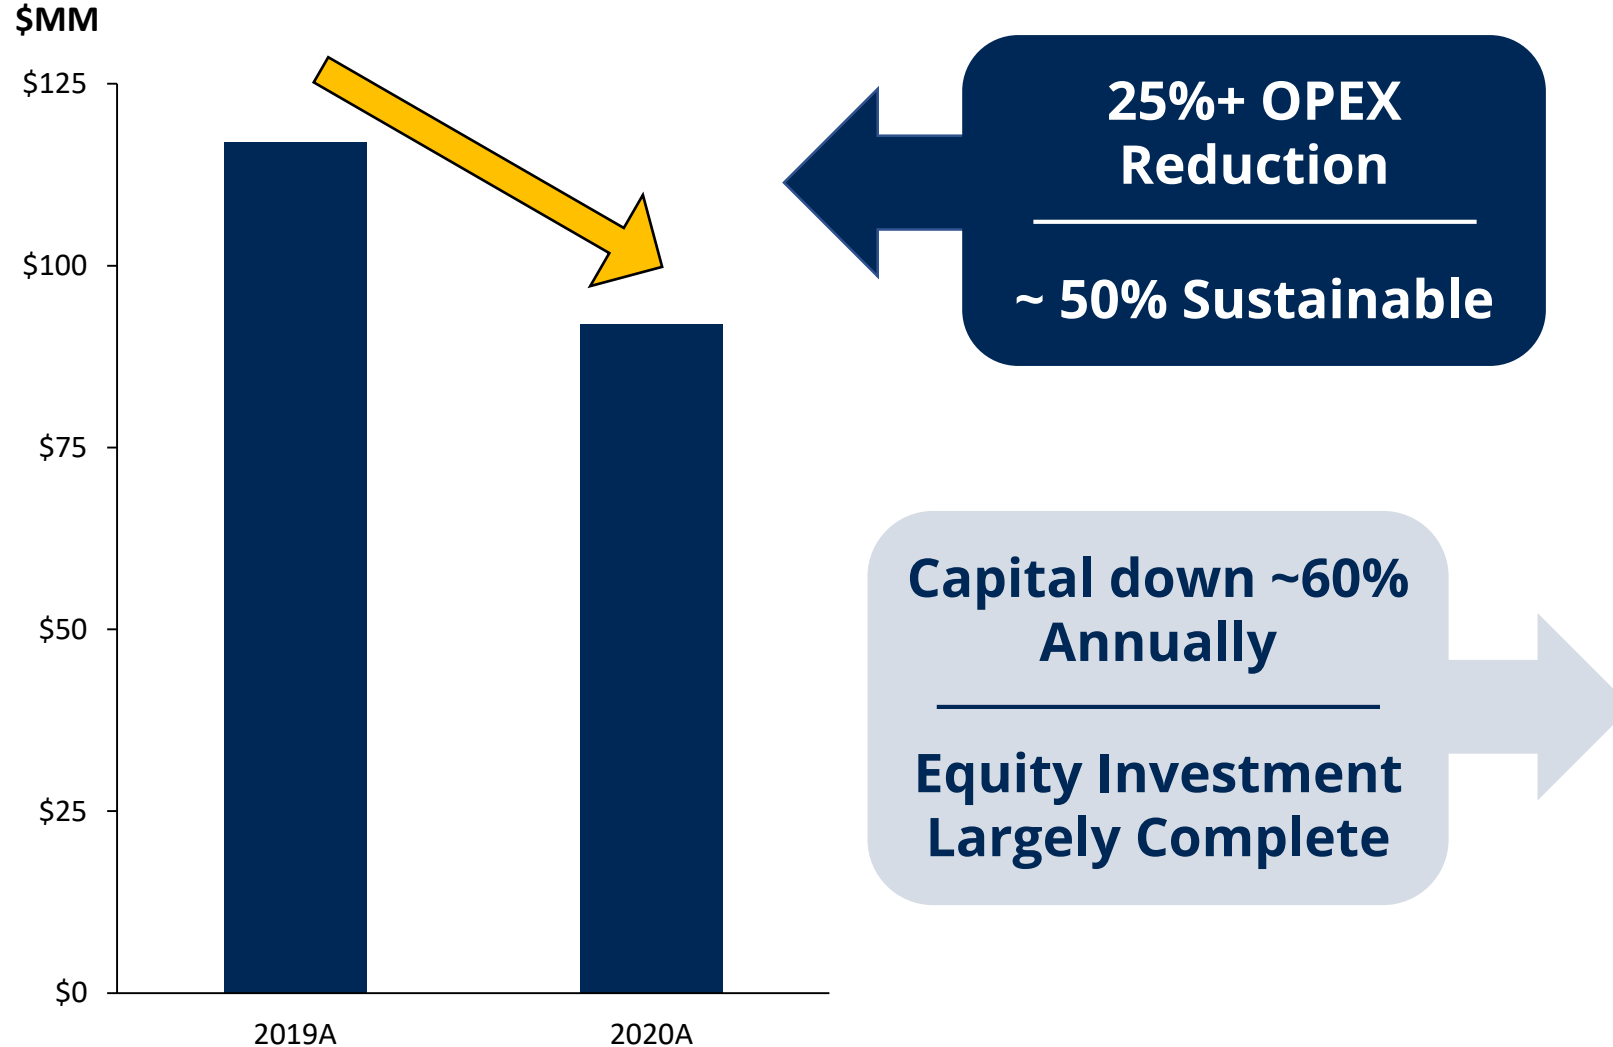 $MM
$125
$100
$75
$50
$25
$0
2019A
2020A
25%+ OPEX
Reduction
~ 50% Sustainable
Capital down ~60%
Annually
Equity Investment
Largely Complete